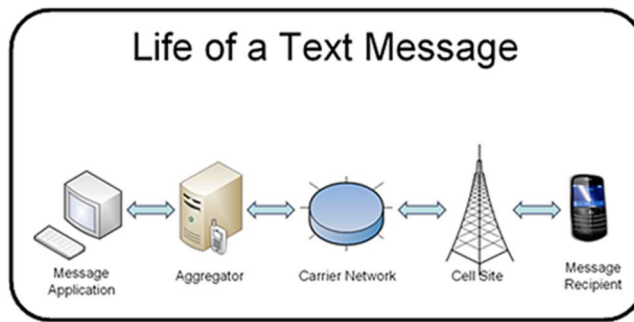 Life of a Text Message
Message
Application
Aggregator
Carrier Network
Cell Site
Message
Recipient